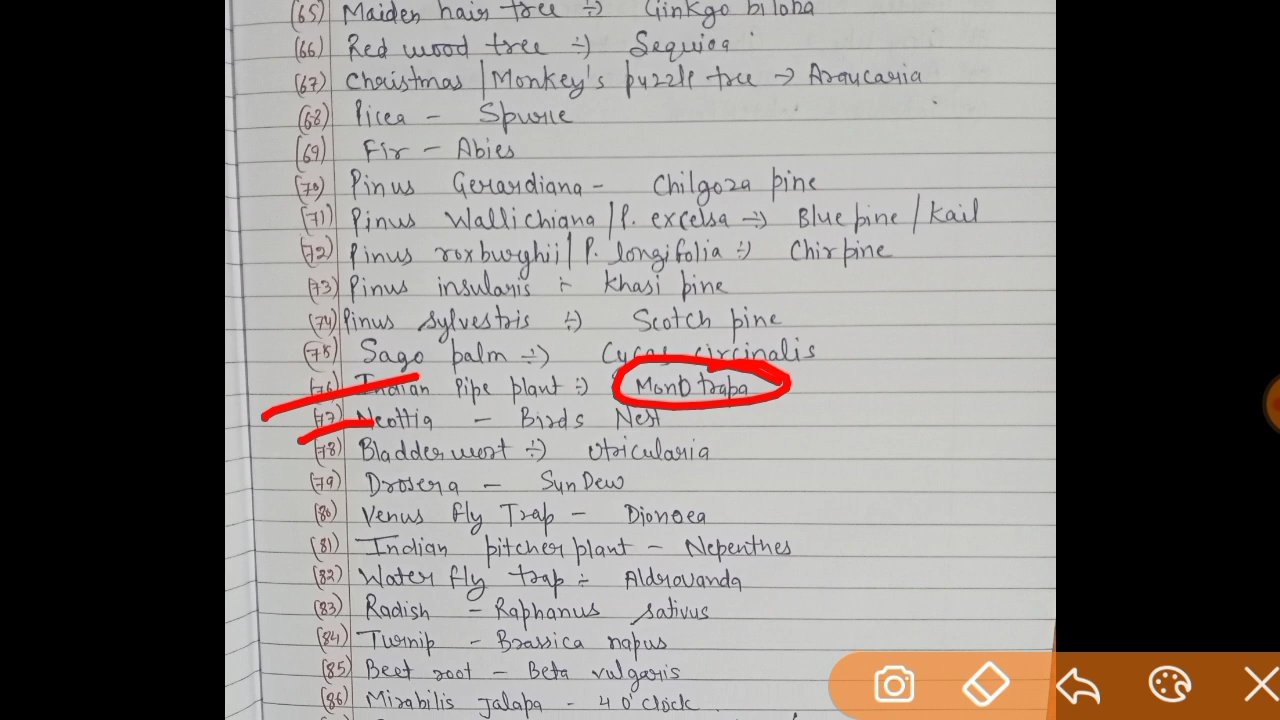 (65) Maiden hair tree ÷) Ginkgo biloba
(66) Red wood tree ÷) Sequioa
(67) Christmas / Monkey's puzzle tree → Araucaria
(68) Picea - Spurce
(69) Fir - Abies
(70) Pinus Gerardiana - Chilgoza pine
(71) Pinus Wallichiana / P. excelsa ÷) Blue pine / Kail
(72) Pinus roxburghii / P. longifolia ÷) Chir pine
(73) Pinus insularis ÷ Khasi pine
(74) Pinus sylvestris ÷) Scotch pine
(75) Sago palm ÷) Cycas circinalis
(76) Indian Pipe plant ÷) Monotrapa
(77) Neottia - Birds Nest
(78) Bladderwort ÷) Utricularia
(79) Drosera - SunDew
(80) Venus fly Trap - Dionoea
(81) Indian pitcher plant - Nepenthes
(82) Water fly trap ÷ Aldrovanda
(83) Radish - Raphanus sativus
(84) Turnip - Brassica napus
(85) Beet root - Beta vulgaris
(86) Mirabilis Jalapa - 4 O' Clock